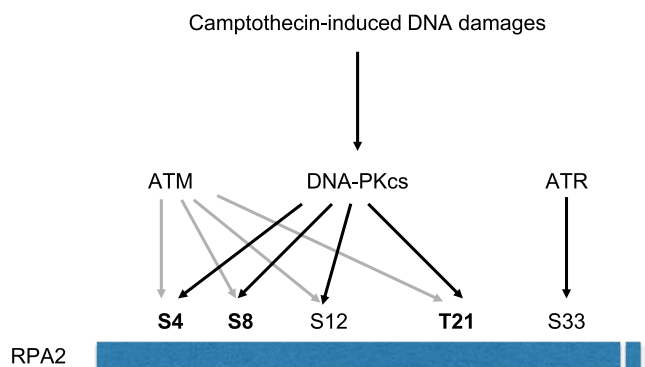 Camptothecin-induced DNA damages
ATM DNA-PKcs ATR
S4 S8 S12 T21 S33
RPA2